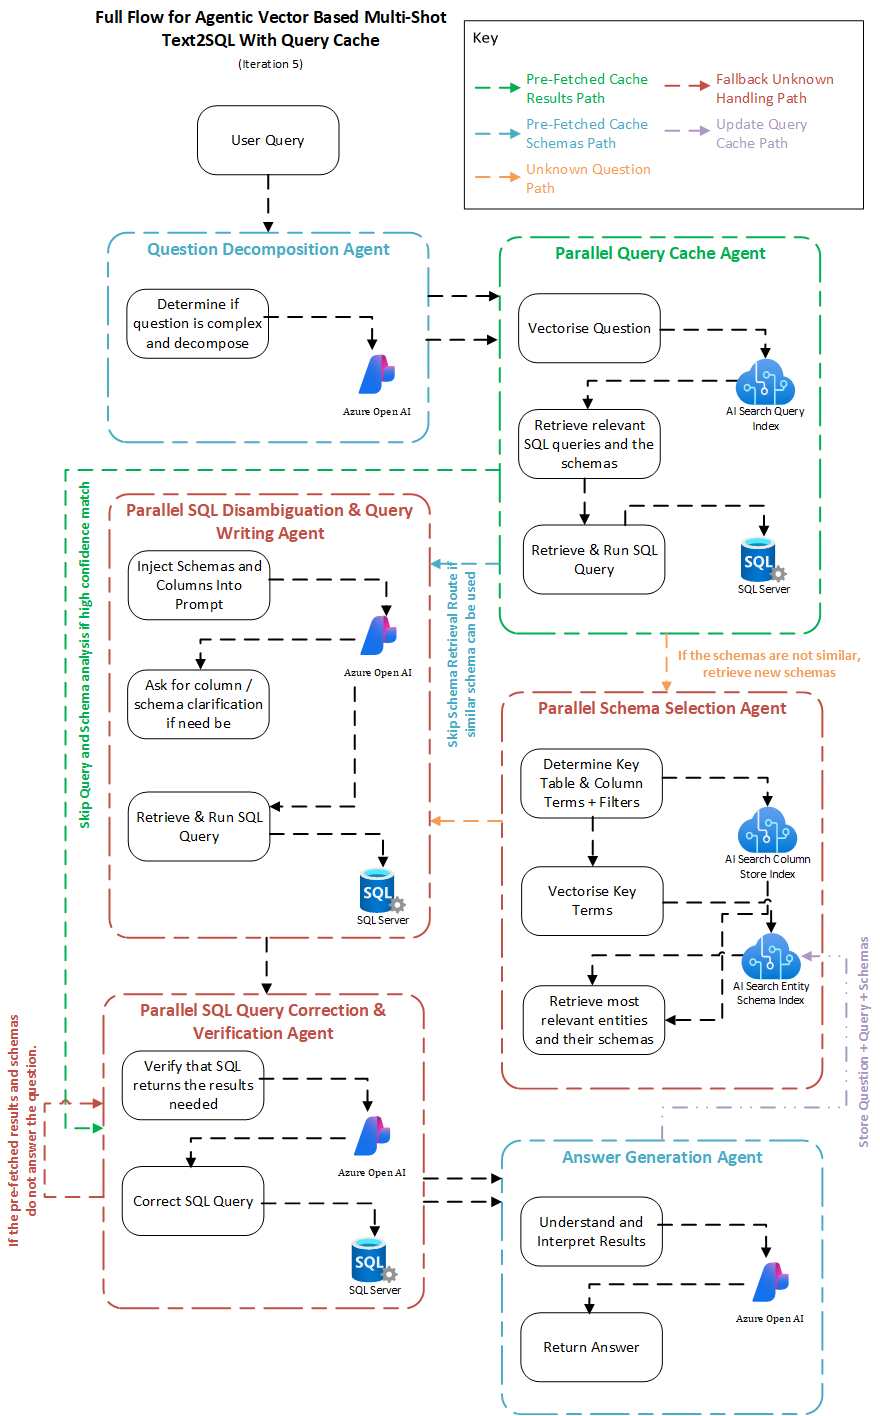 Full Flow for Agentic Vector Based Multi-Shot
Text2SQL With Query Cache
(Iteration 5)
Key
Pre-Fetched Cache
Results Path
Fallback Unknown
Handling Path
Pre-Fetched Cache
Schemas Path
Update Query
Cache Path
Unknown Question
Path
User Query
Question Decomposition Agent
Determine if
question is complex
and decompose
Azure Open AI
Parallel Query Cache Agent
Vectorise Question
AI Search Query
Index
Retrieve relevant
SQL queries and the
schemas
Retrieve & Run SQL
Query
SQL
SQL Server
Skip Query and Schema analysis if high confidence match
Parallel SQL Disambiguation & Query
Writing Agent
Inject Schemas and
Columns Into
Prompt
Azure Open AI
Ask for column /
schema clarification
if need be
Retrieve & Run SQL
Query
SQL
SQL Server
Skip Schema Retrieval Route if
similar schema can be used
If the schemas are not similar,
retrieve new schemas
Parallel Schema Selection Agent
Determine Key
Table & Column
Terms + Filters
AI Search Column
Store Index
Vectorise Key
Terms
AI Search Entity
Schema Index
Retrieve most
relevant entities
and their schemas
Store Question + Query + Schemas
Parallel SQL Query Correction &
Verification Agent
Verify that SQL
returns the results
needed
Azure Open AI
Correct SQL Query
SQL
SQL Server
If the pre-fetched results and schemas
do not answer the question.
Answer Generation Agent
Understand and
Interpret Results
Azure Open AI
Return Answer